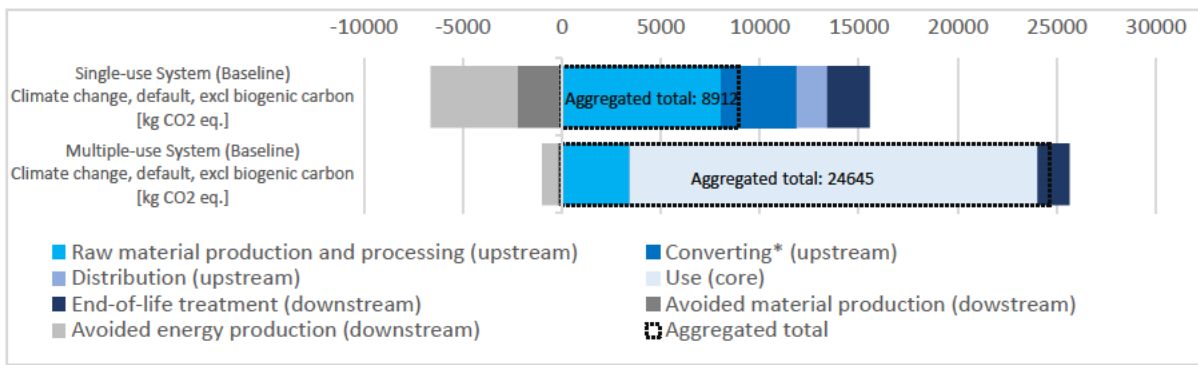 -10000 -5000 0 5000 10000 15000 20000 25000 30000
Single-use System (Baseline)
Climate change, default, excl biogenic carbon
[kg CO2 eq.]
Aggregated total: 8912
Multiple-use System (Baseline)
Climate change, default, excl biogenic carbon
[kg CO2 eq.]
Aggregated total: 24645
Raw material production and processing (upstream)
Converting* (upstream)
Distribution (upstream)
Use (core)
End-of-life treatment (downstream)
Avoided material production (dowstream)
Avoided energy production (downstream)
Aggregated total